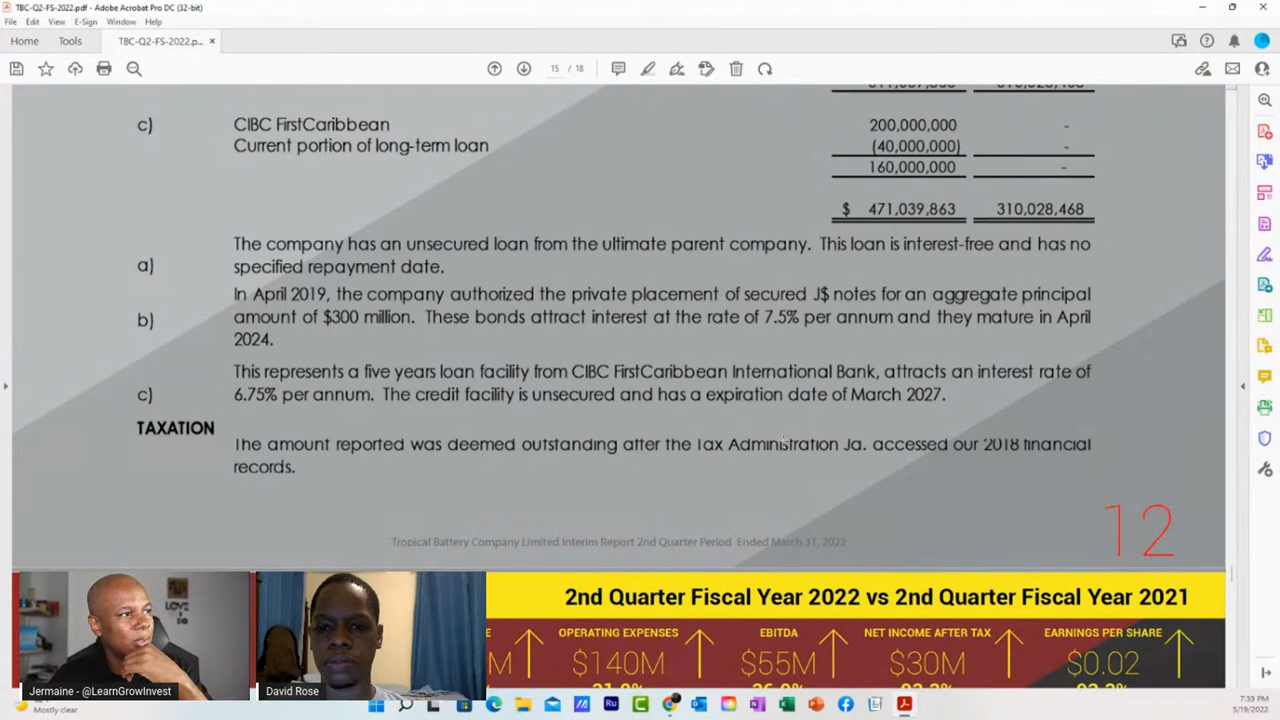 TBC-Q2-FS-2022.pdf - Adobe Acrobat Pro DC (32-bit)
File Edit View E-Sign Window Help
Home Tools TBC-Q2-FS-2022.p... ×
15 / 18
c) CIBC FirstCaribbean 200,000,000 -
Current portion of long-term loan (40,000,000) -
160,000,000 -
$ 471,039,863 310,028,468
The company has an unsecured loan from the ultimate parent company. This loan is interest-free and has no
a) specified repayment date.
In April 2019, the company authorized the private placement of secured J$ notes for an aggregate principal
b) amount of $300 million. These bonds attract interest at the rate of 7.5% per annum and they mature in April
2024.
This represents a five years loan facility from CIBC FirstCaribbean International Bank, attracts an interest rate of
c) 6.75% per annum. The credit facility is unsecured and has a expiration date of March 2027.
TAXATION
The amount reported was deemed outstanding after the Tax Administration Ja. accessed our 2018 financial
records.
12
Tropical Battery Company Limited Interim Report 2nd Quarter Period Ended March 31, 2022
2nd Quarter Fiscal Year 2022 vs 2nd Quarter Fiscal Year 2021
E OPERATING EXPENSES EBITDA NET INCOME AFTER TAX EARNINGS PER SHARE
M $140M $55M $30M $0.02
Jermaine - @LearnGrowInvest
David Rose
Mostly clear
7:39 PM
5/19/2022